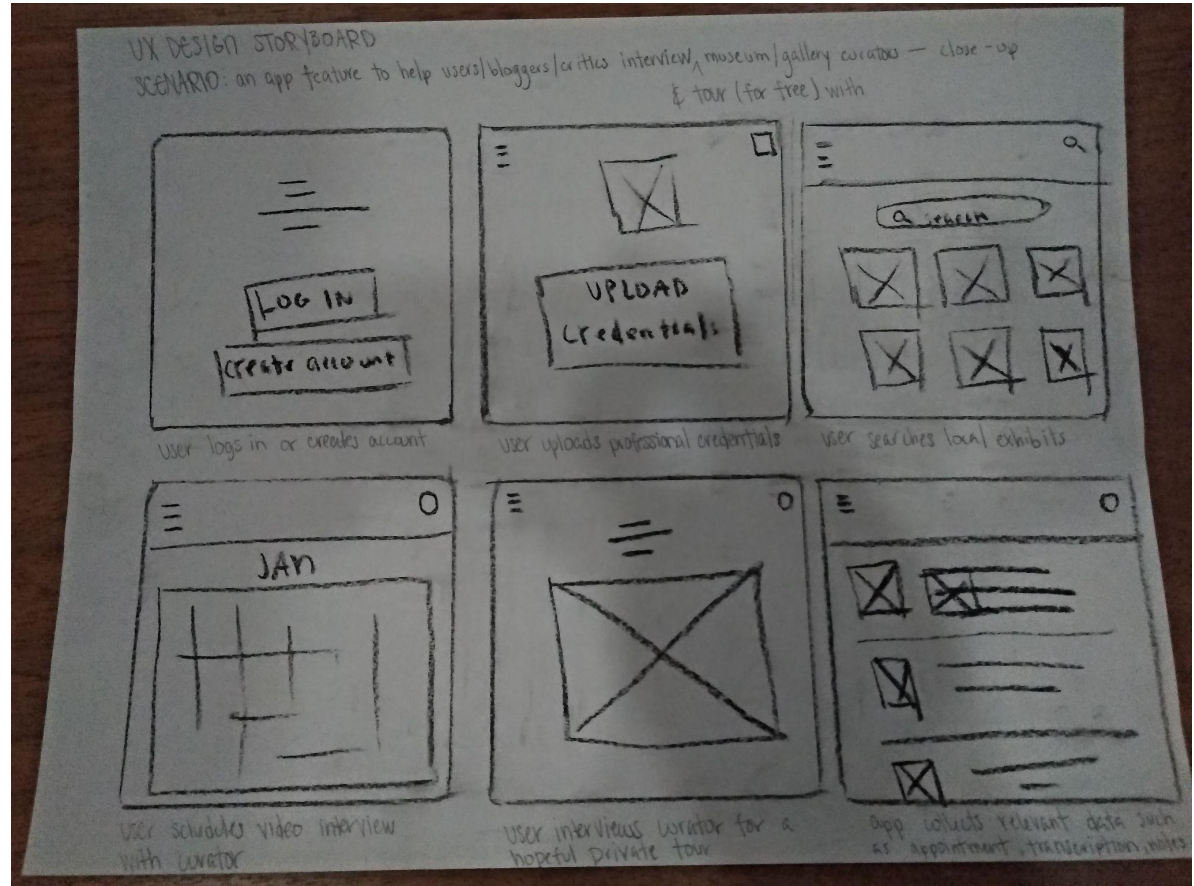 UX DESIGN STORYBOARD
SCENARIO: an app feature to help users/bloggers/critics interview ^ museum/gallery curators — close-up
& tour (for free) with
LOG IN
create account
user logs in or creates account
UPLOAD
credentials
user uploads professional credentials
search
user searches local exhibits
JAN
user schedules video interview
with curator
user interviews curator for a
hopeful private tour
app collects relevant data such
as appointment, transcription, notes